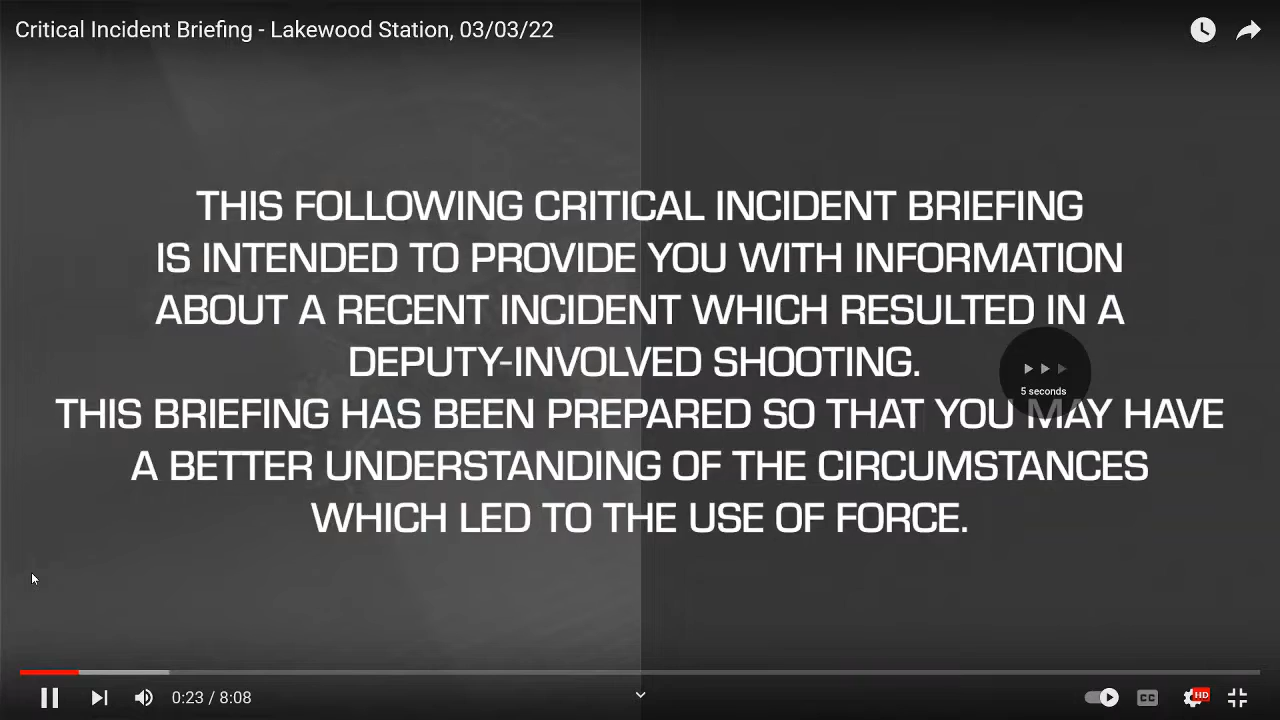 Critical Incident Briefing - Lakewood Station, 03/03/22
THIS FOLLOWING CRITICAL INCIDENT BRIEFING
IS INTENDED TO PROVIDE YOU WITH INFORMATION
ABOUT A RECENT INCIDENT WHICH RESULTED IN A
DEPUTY-INVOLVED SHOOTING.
5 seconds
THIS BRIEFING HAS BEEN PREPARED SO THAT YOU MAY HAVE
A BETTER UNDERSTANDING OF THE CIRCUMSTANCES
WHICH LED TO THE USE OF FORCE.
0:23 / 8:08
CC
HD